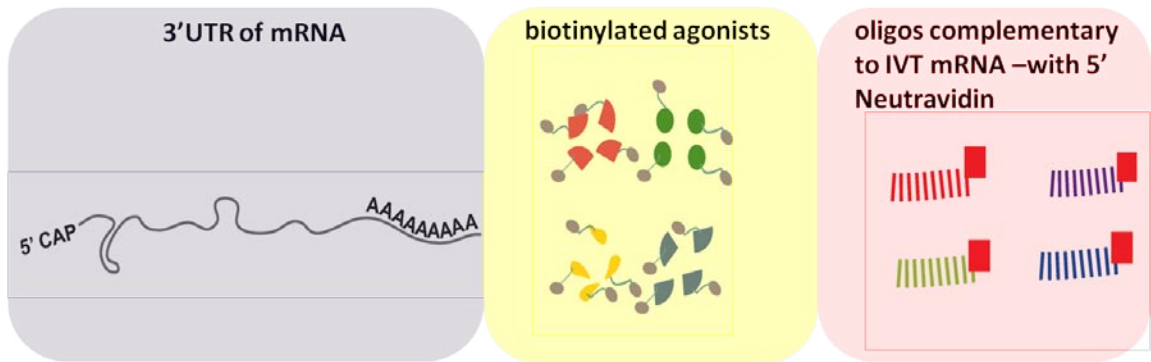 3'UTR of mRNA
5' CAP
AAAAAAAAA
biotinylated agonists
oligos complementary
to IVT mRNA –with 5'
Neutravidin